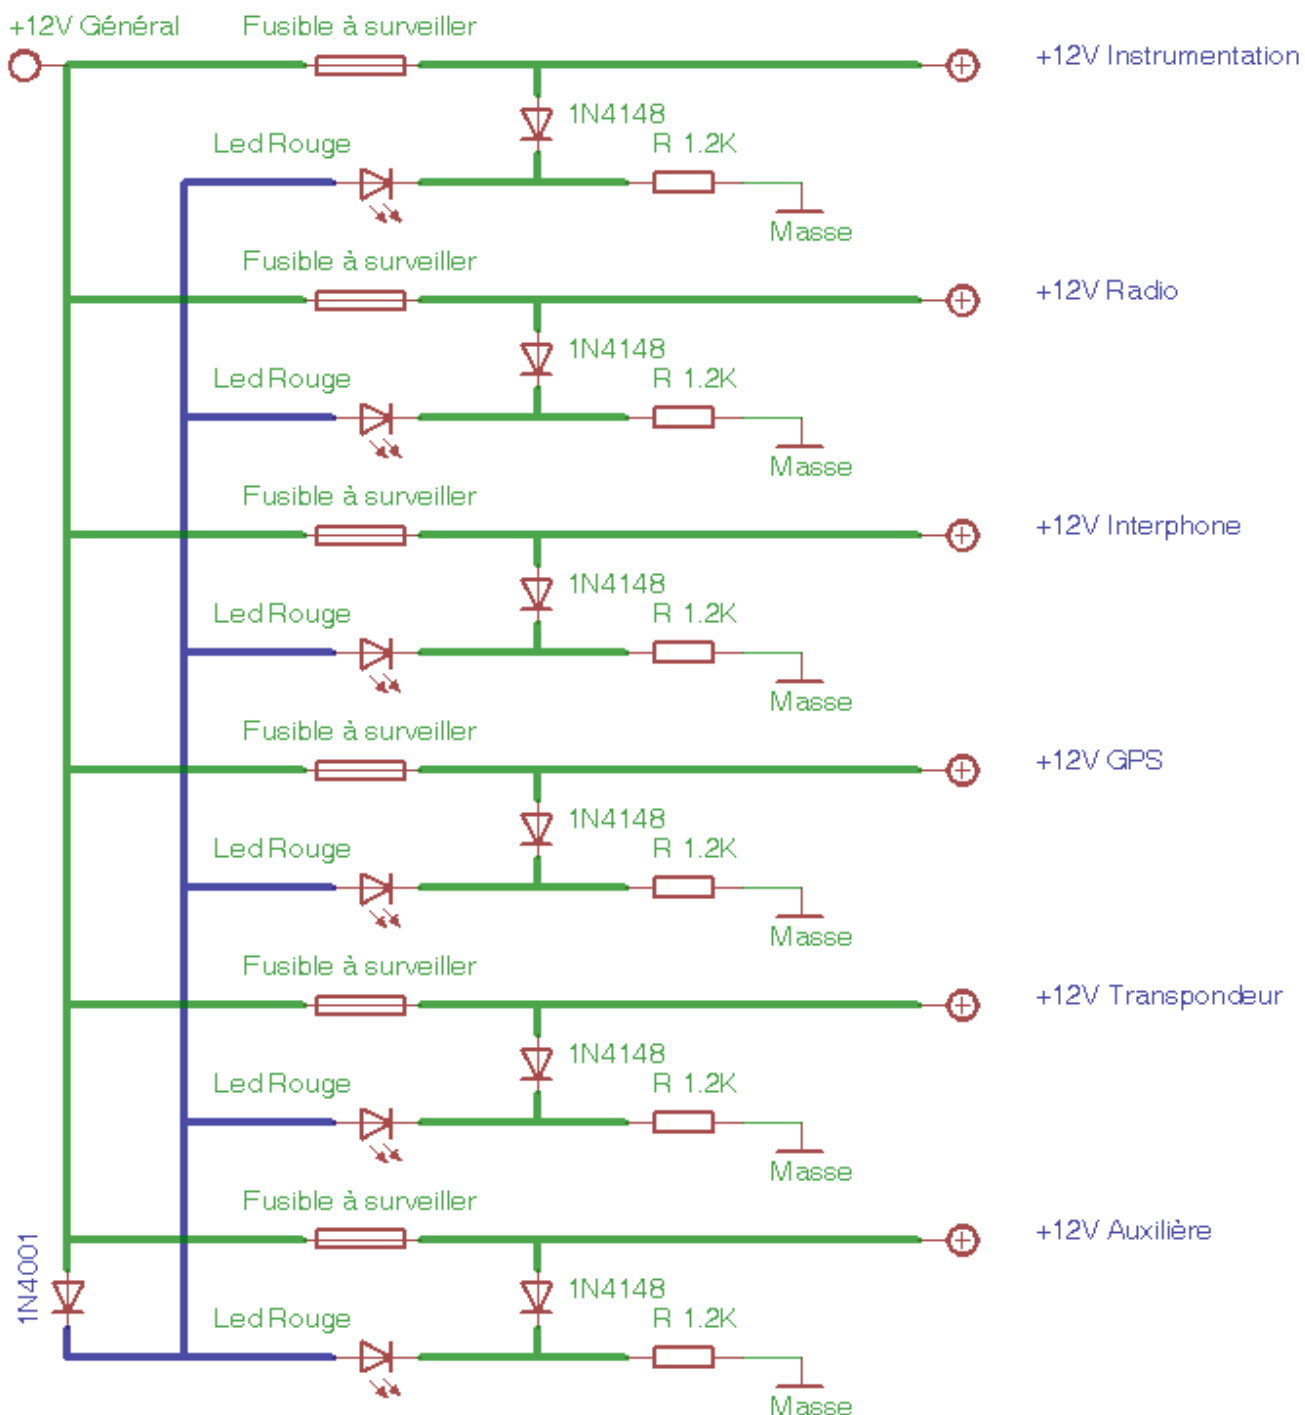 +12V Général
Fusible à surveiller
+12V Instrumentation
1N4148
Led Rouge
R 1.2K
Masse
Fusible à surveiller
+12V Radio
1N4148
Led Rouge
R 1.2K
Masse
Fusible à surveiller
+12V Interphone
1N4148
Led Rouge
R 1.2K
Masse
Fusible à surveiller
+12V GPS
1N4148
Led Rouge
R 1.2K
Masse
Fusible à surveiller
+12V Transpondeur
1N4148
Led Rouge
R 1.2K
Masse
Fusible à surveiller
+12V Auxilière
1N4001
1N4148
Led Rouge
R 1.2K
Masse